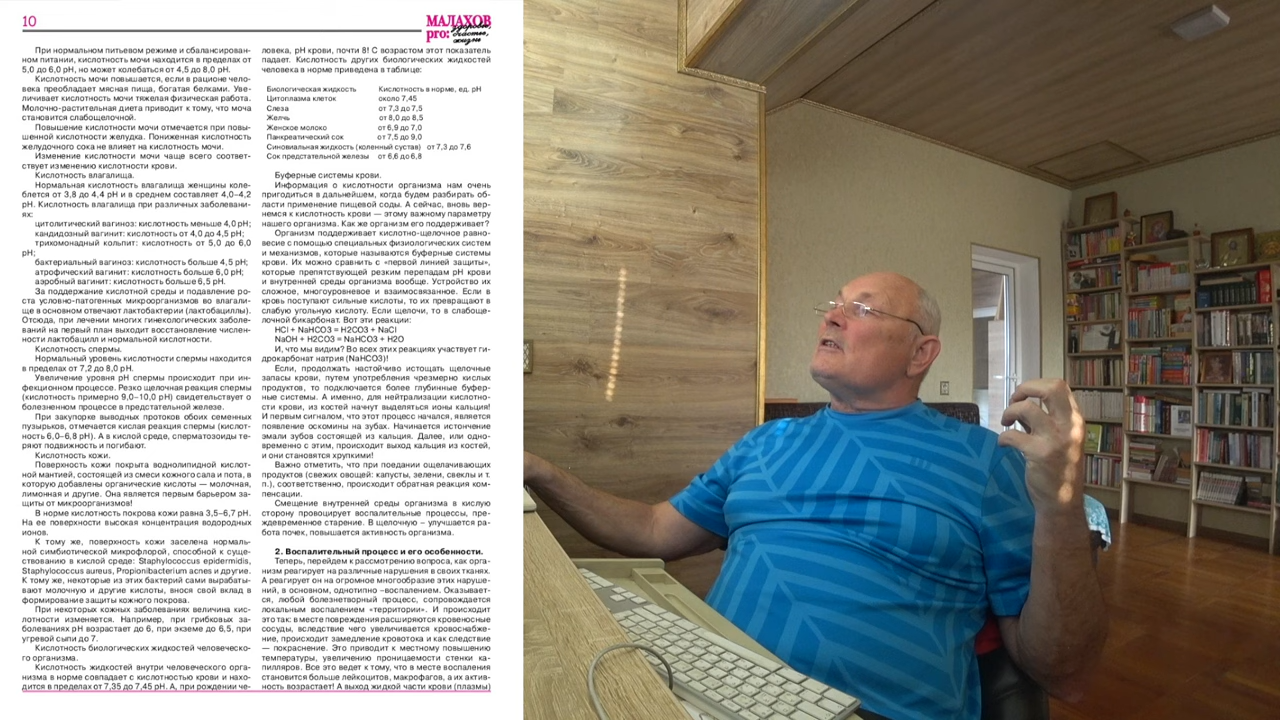 10
МАЛАХОВ
pro: здоровье, счастье, жизнь
При нормальном питьевом режиме и сбалансирован-
ном питании, кислотность мочи находится в пределах от
5,0 до 6,0 pH, но может колебаться от 4,5 до 8,0 pH.
Кислотность мочи повышается, если в рационе чело-
века преобладает мясная пища, богатая белками. Уве-
личивает кислотность мочи тяжелая физическая работа.
Молочно-растительная диета приводит к тому, что моча
становится слабощелочной.
Повышение кислотности мочи отмечается при повы-
шенной кислотности желудка. Пониженная кислотность
желудочного сока не влияет на кислотность мочи.
Изменение кислотности мочи чаще всего соответ-
ствует изменению кислотности крови.
Кислотность влагалища.
Нормальная кислотность влагалища женщины коле-
блется от 3,8 до 4,4 pH и в среднем составляет 4,0–4,2
pH. Кислотность влагалища при различных заболевани-
ях:
цитолитический вагиноз: кислотность меньше 4,0 pH;
кандидозный вагинит: кислотность от 4,0 до 4,5 pH;
трихомонадный кольпит: кислотность от 5,0 до 6,0
pH;
бактериальный вагиноз: кислотность больше 4,5 pH;
атрофический вагинит: кислотность больше 6,0 pH;
аэробный вагинит: кислотность больше 6,5 pH.
За поддержание кислотной среды и подавление ро-
ста условно-патогенных микроорганизмов во влагали-
ще в основном отвечают лактобактерии (лактобациллы).
Отсюда, при лечении многих гинекологических заболе-
ваний на первый план выходит восстановление числен-
ности лактобацилл и нормальной кислотности.
Кислотность спермы.
Нормальный уровень кислотности спермы находится
в пределах от 7,2 до 8,0 pH.
Увеличение уровня pH спермы происходит при ин-
фекционном процессе. Резко щелочная реакция спермы
(кислотность примерно 9,0–10,0 pH) свидетельствует о
болезненном процессе в предстательной железе.
При закупорке выводных протоков обоих семенных
пузырьков, отмечается кислая реакция спермы (кислот-
ность 6,0–6,8 pH). А в кислой среде, сперматозоиды те-
ряют подвижность и погибают.
Кислотность кожи.
Поверхность кожи покрыта воднолипидной кислот-
ной мантией, состоящей из смеси кожного сала и пота, в
которую добавлены органические кислоты — молочная,
лимонная и другие. Она является первым барьером за-
щиты от микроорганизмов!
В норме кислотность покрова кожи равна 3,5–6,7 pH.
На ее поверхности высокая концентрация водородных
ионов.
К тому же, поверхность кожи заселена нормаль-
ной симбиотической микрофлорой, способной к суще-
ствованию в кислой среде: Staphylococcus epidermidis,
Staphylococcus aureus, Propionibacterium acnes и другие.
К тому же, некоторые из этих бактерий сами вырабаты-
вают молочную и другие кислоты, внося свой вклад в
формирование защиты кожного покрова.
При некоторых кожных заболеваниях величина кис-
лотности изменяется. Например, при грибковых за-
болеваниях pH возрастает до 6, при экземе до 6,5, при
угревой сыпи до 7.
Кислотность биологических жидкостей человеческо-
го организма.
Кислотность жидкостей внутри человеческого орга-
низма в норме совпадает с кислотностью крови и нахо-
дится в пределах от 7,35 до 7,45 pH. А, при рождении че-
ловека, pH крови, почти 8! С возрастом этот показатель
падает. Кислотность других биологических жидкостей
человека в норме приведена в таблице:
Биологическая жидкость Кислотность в норме, ед. pH
Цитоплазма клеток около 7,45
Слеза от 7,3 до 7,5
Желчь от 8,0 до 8,5
Женское молоко от 6,9 до 7,0
Панкреатический сок от 7,5 до 9,0
Синовиальная жидкость (коленный сустав) от 7,3 до 7,6
Сок предстательной железы от 6,6 до 6,8
Буферные системы крови.
Информация о кислотности организма нам очень
пригодиться в дальнейшем, когда будем разбирать об-
ласти применение пищевой соды. А сейчас, вновь вер-
немся к кислотность крови — этому важному параметру
нашего организма. Как же организм его поддерживает?
Организм поддерживает кислотно-щелочное равно-
весие с помощью специальных физиологических систем
и механизмов, которые называются буферные системы
крови. Их можно сравнить с «первой линией защиты»,
которые препятствующей резким перепадам pH крови
и внутренней среды организма вообще. Устройство их
сложное, многоуровневое и взаимосвязанное. Если в
кровь поступают сильные кислоты, то их превращают в
слабую угольную кислоту. Если щелочи, то в слабоще-
лочной бикарбонат. Вот эти реакции:
HCl + NaHCO3 = H2CO3 + NaCl
NaOH + H2CO3 = NaHCO3 + H2O
И, что мы видим? Во всех этих реакциях участвует ги-
дрокарбонат натрия (NaHCO3)!
Если, продолжать настойчиво истощать щелочные
запасы крови, путем употребления чрезмерно кислых
продуктов, то подключается более глубинные буфер-
ные системы. А именно, для нейтрализации кислотно-
сти крови, из костей начнут выделяться ионы кальция!
И первым сигналом, что этот процесс начался, является
появление оскомины на зубах. Начинается истончение
эмали зубов состоящей из кальция. Далее, или одно-
временно с этим, происходит выход кальция из костей,
и они становятся хрупкими!
Важно отметить, что при поедании ощелачивающих
продуктов (свежих овощей: капусты, зелени, свеклы и т.
п.), соответственно, происходит обратная реакция ком-
пенсации.
Смещение внутренней среды организма в кислую
сторону провоцирует воспалительные процессы, пре-
ждевременное старение. В щелочную – улучшается ра-
бота почек, повышается активность организма.
2. Воспалительный процесс и его особенности.
Теперь, перейдем к рассмотрению вопроса, как орга-
низм реагирует на различные нарушения в своих тканях.
А реагирует он на огромное многообразие этих наруше-
ний, в основном, однотипно –воспалением. Оказывает-
ся, любой болезнетворный процесс, сопровождается
локальным воспалением «территории». И происходит
это так: в месте повреждения расширяются кровеносные
сосуды, вследствие чего увеличивается кровоснабже-
ние, происходит замедление кровотока и как следствие
— покраснение. Это приводит к местному повышению
температуры, увеличению проницаемости стенки ка-
пилляров. Все это ведет к тому, что в месте воспаления
становится больше лейкоцитов, макрофагов, а их актив-
ность возрастает! А выход жидкой части крови (плазмы)